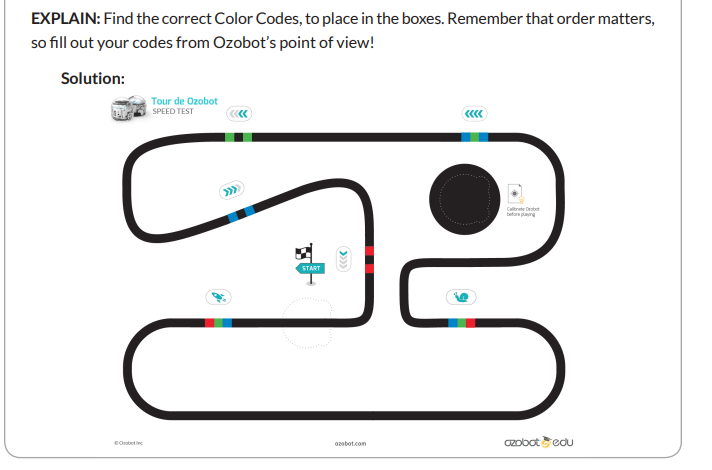 EXPLAIN: Find the correct Color Codes, to place in the boxes. Remember that order matters,
so fill out your codes from Ozobot’s point of view!
Solution:
Tour de Ozobot
SPEED TEST
Calibrate Ozobot
before playing
START
© Ozobot Inc
ozobot.com
ozobot edu